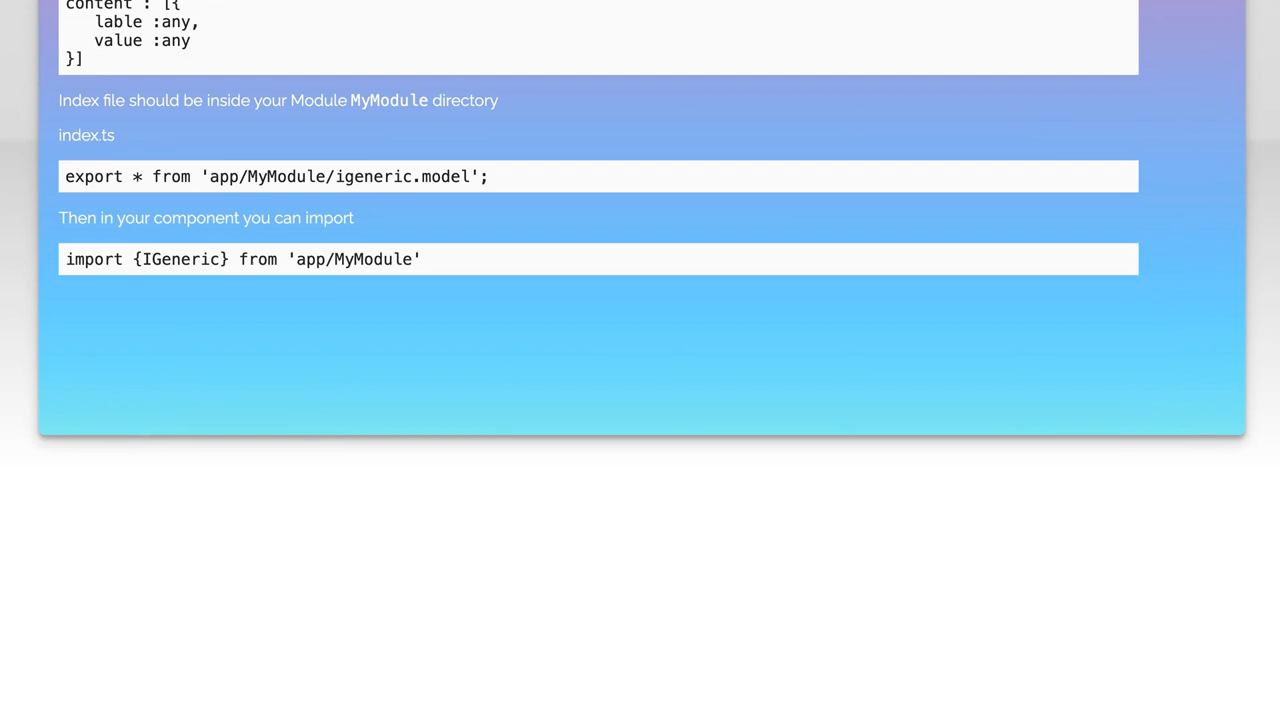 content : [{
lable :any,
value :any
}]
Index file should be inside your Module MyModule directory
index.ts
export * from 'app/MyModule/igeneric.model';
Then in your component you can import
import {IGeneric} from 'app/MyModule'